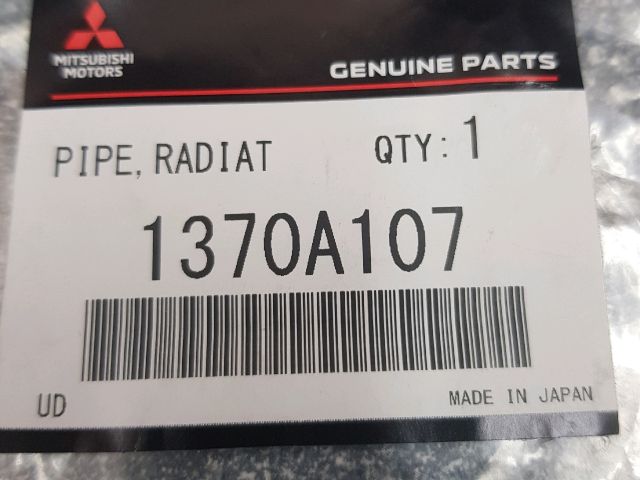 MITSUBISHI
MOTORS
GENUINE PARTS
PIPE, RADIAT QTY: 1
1370A107
UD MADE IN JAPAN